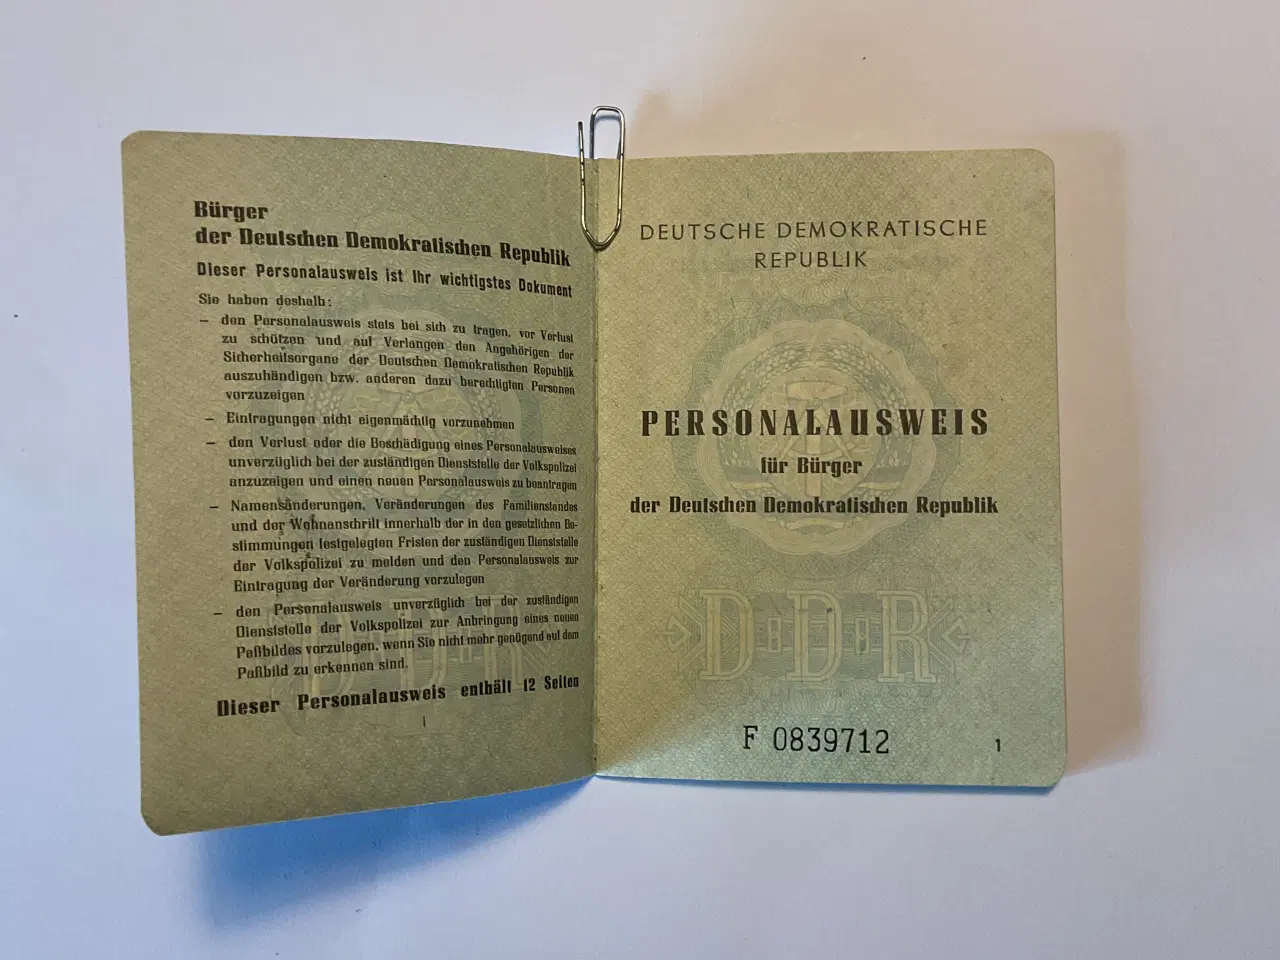 Bürger
der Deutschen Demokratischen Republik
Dieser Personalausweis ist Ihr wichtigstes Dokument
Sie haben deshalb:
– den Personalausweis stets bei sich zu tragen, vor Verlust
zu schützen und auf Verlangen den Angehörigen der
Sicherheitsorgane der Deutschen Demokratischen Republik
auszuhändigen bzw. anderen dazu berechtigten Personen
vorzuzeigen
– Eintragungen nicht eigenmächtig vorzunehmen
– den Verlust oder die Beschädigung eines Personalausweises
unverzüglich bei der zuständigen Dienststelle der Volkspolizei
anzuzeigen und einen neuen Personalausweis zu beantragen
– Namensänderungen, Veränderungen des Familienstandes
und der Wohnanschrift innerhalb der in den gesetzlichen Be-
stimmungen festgelegten Fristen der zuständigen Dienststelle
der Volkspolizei zu melden und den Personalausweis zur
Eintragung der Veränderung vorzulegen
– den Personalausweis unverzüglich bei der zuständigen
Dienststelle der Volkspolizei zur Anbringung eines neuen
Paßbildes vorzulegen, wenn Sie nicht mehr genügend auf dem
Paßbild zu erkennen sind.
Dieser Personalausweis enthält 12 Seiten
DEUTSCHE DEMOKRATISCHE
REPUBLIK
PERSONALAUSWEIS
für Bürger
der Deutschen Demokratischen Republik
DDR
F 0839712
1